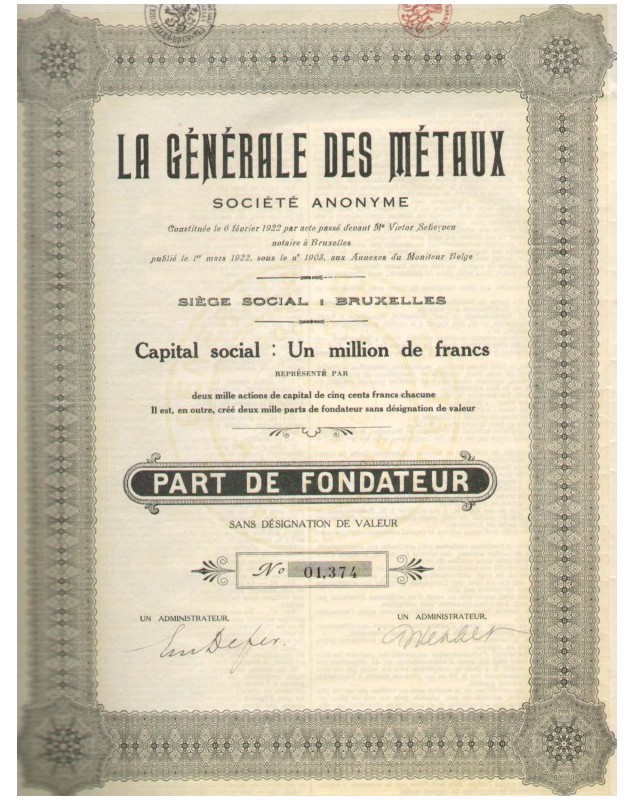 LA GÉNÉRALE DES MÉTAUX
SOCIÉTÉ ANONYME
Constituée le 6 février 1922 par acte passé devant Me Victor Scheyven
notaire à Bruxelles
publié le 1er mars 1922, sous le n° 1903, aux Annexes du Moniteur Belge
SIÈGE SOCIAL : BRUXELLES
Capital social : Un million de francs
REPRÉSENTÉ PAR
deux mille actions de capital de cinq cents francs chacune
Il est, en outre, créé deux mille parts de fondateur sans désignation de valeur
PART DE FONDATEUR
SANS DÉSIGNATION DE VALEUR
No 01,374
UN ADMINISTRATEUR, UN ADMINISTRATEUR,